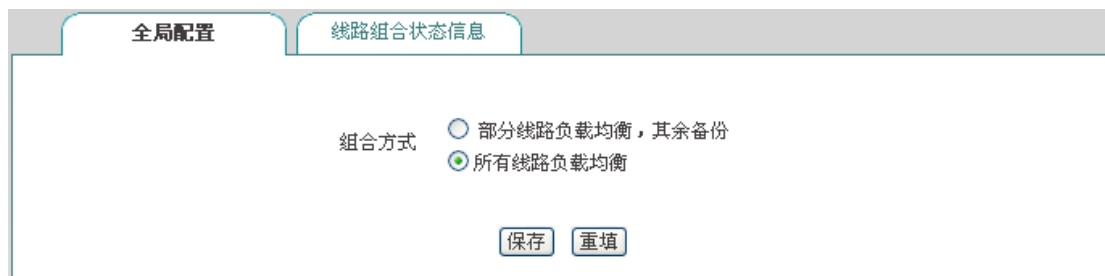 全局配置 线路组合状态信息
组合方式
部分线路负载均衡，其余备份
所有线路负载均衡
保存 重填